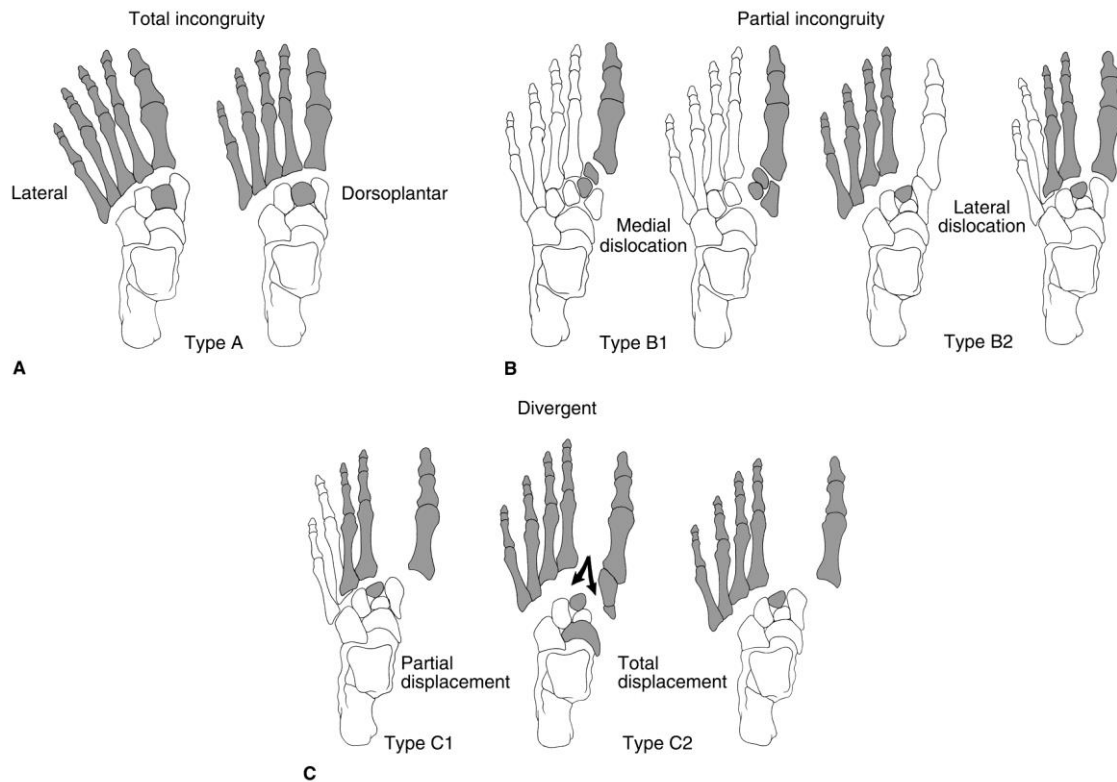 Total incongruity
Partial incongruity
Lateral
Dorsoplantar
Medial
dislocation
Lateral
dislocation
Type A
Type B1
Type B2
A
B
Divergent
Partial
displacement
Total
displacement
Type C1
Type C2
C